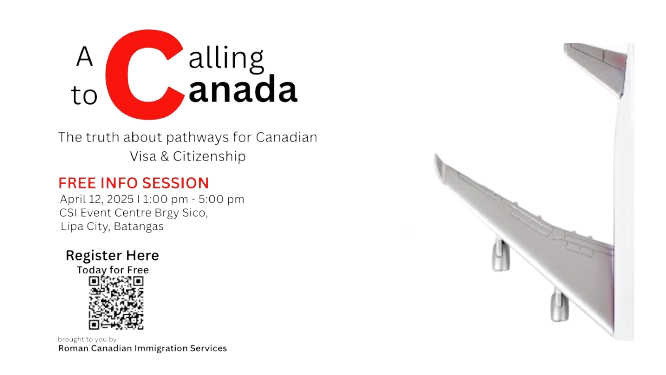 A Calling
to Canada
The truth about pathways for Canadian
Visa & Citizenship
FREE INFO SESSION
April 12, 2025 I 1:00 pm - 5:00 pm
CSI Event Centre Brgy Sico,
Lipa City, Batangas
Register Here
Today for Free
brought to you by
Roman Canadian Immigration Services